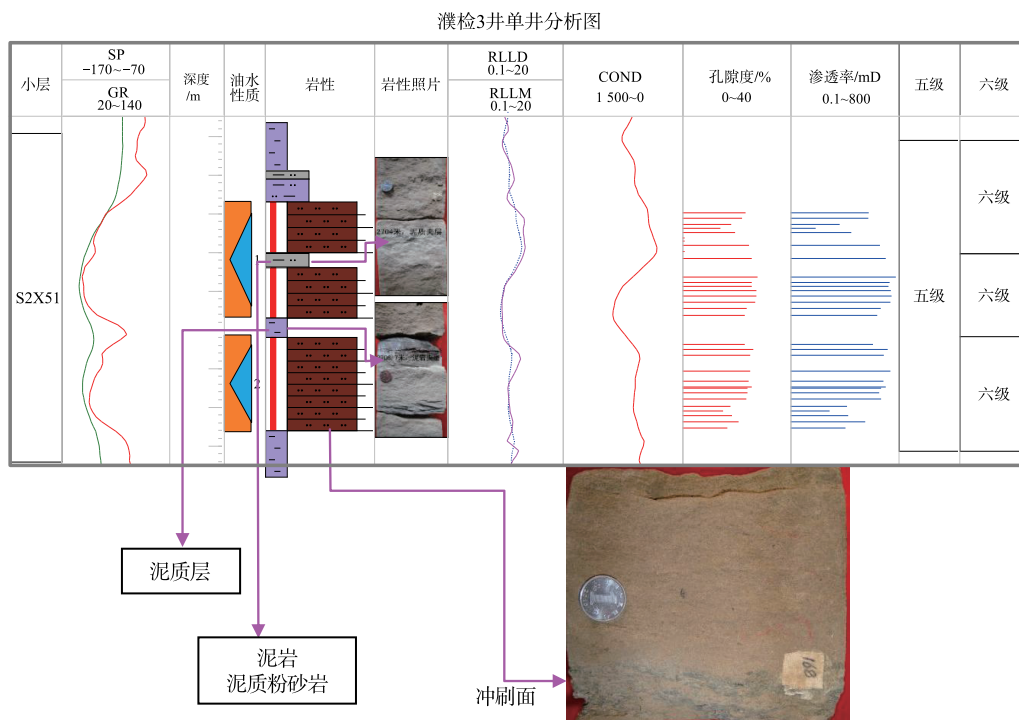 濮检3井单井分析图
小层
SP
-170~-70
GR
20~140
深度
/m
油水
性质
岩性
岩性照片
RLLD
0.1~20
RLLM
0.1~20
COND
1 500~0
孔隙度/%
0~40
渗透率/mD
0.1~800
五级
六级
S2X51
1
2
五级
六级
六级
六级
泥质层
泥岩
泥质粉砂岩
冲刷面
168